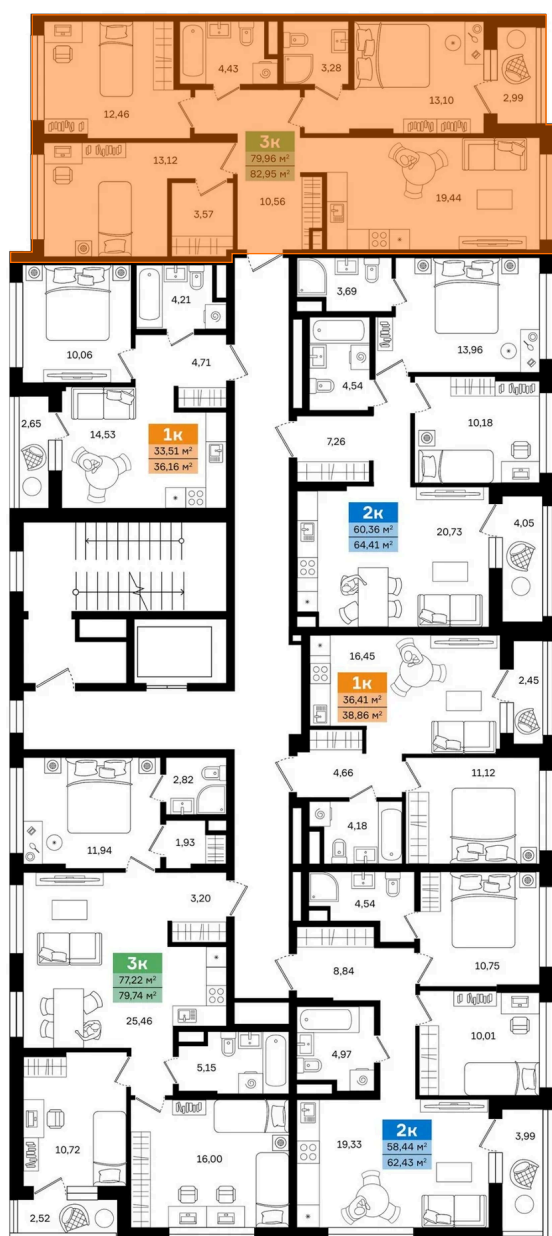 4,43
3,28
12,46
13,10
2,99
3к
79,96 м²
82,95 м²
13,12
3,57
10,56
19,44
4,21
3,69
10,06
4,71
13,96
4,54
2,65
14,53
10,18
1к
33,51 м²
36,16 м²
7,26
2к
60,36 м²
64,41 м²
20,73
4,05
16,45
2,45
1к
36,41 м²
38,86 м²
2,82
4,66
11,12
11,94
1,93
4,18
3,20
4,54
8,84
10,75
3к
77,22 м²
79,74 м²
25,46
10,01
5,15
4,97
10,72
16,00
19,33
2к
58,44 м²
62,43 м²
3,99
2,52